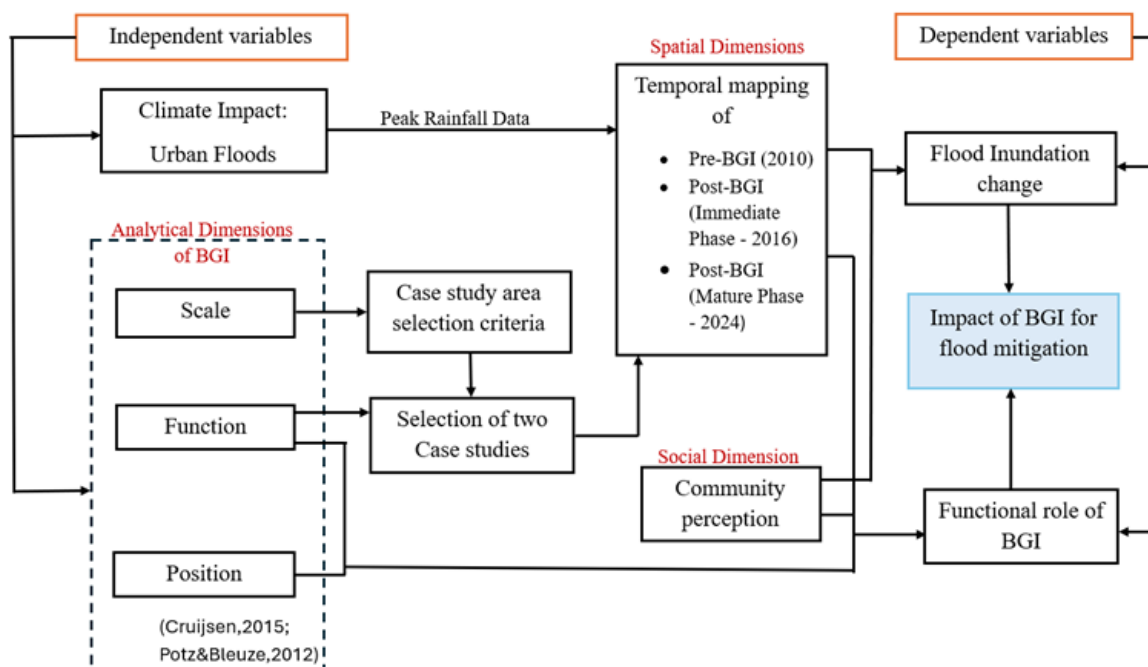 Independent variables
Dependent variables
Spatial Dimensions
Climate Impact:
Urban Floods
Peak Rainfall Data
Temporal mapping
of
• Pre-BGI (2010)
• Post-BGI
(Immediate
Phase - 2016)
• Post-BGI
(Mature Phase
- 2024)
Flood Inundation
change
Analytical Dimensions
of BGI
Scale
Case study area
selection criteria
Impact of BGI for
flood mitigation
Function
Selection of two
Case studies
Social Dimension
Community
perception
Functional role of
BGI
Position
(Cruijsen,2015;
Potz&Bleuze,2012)